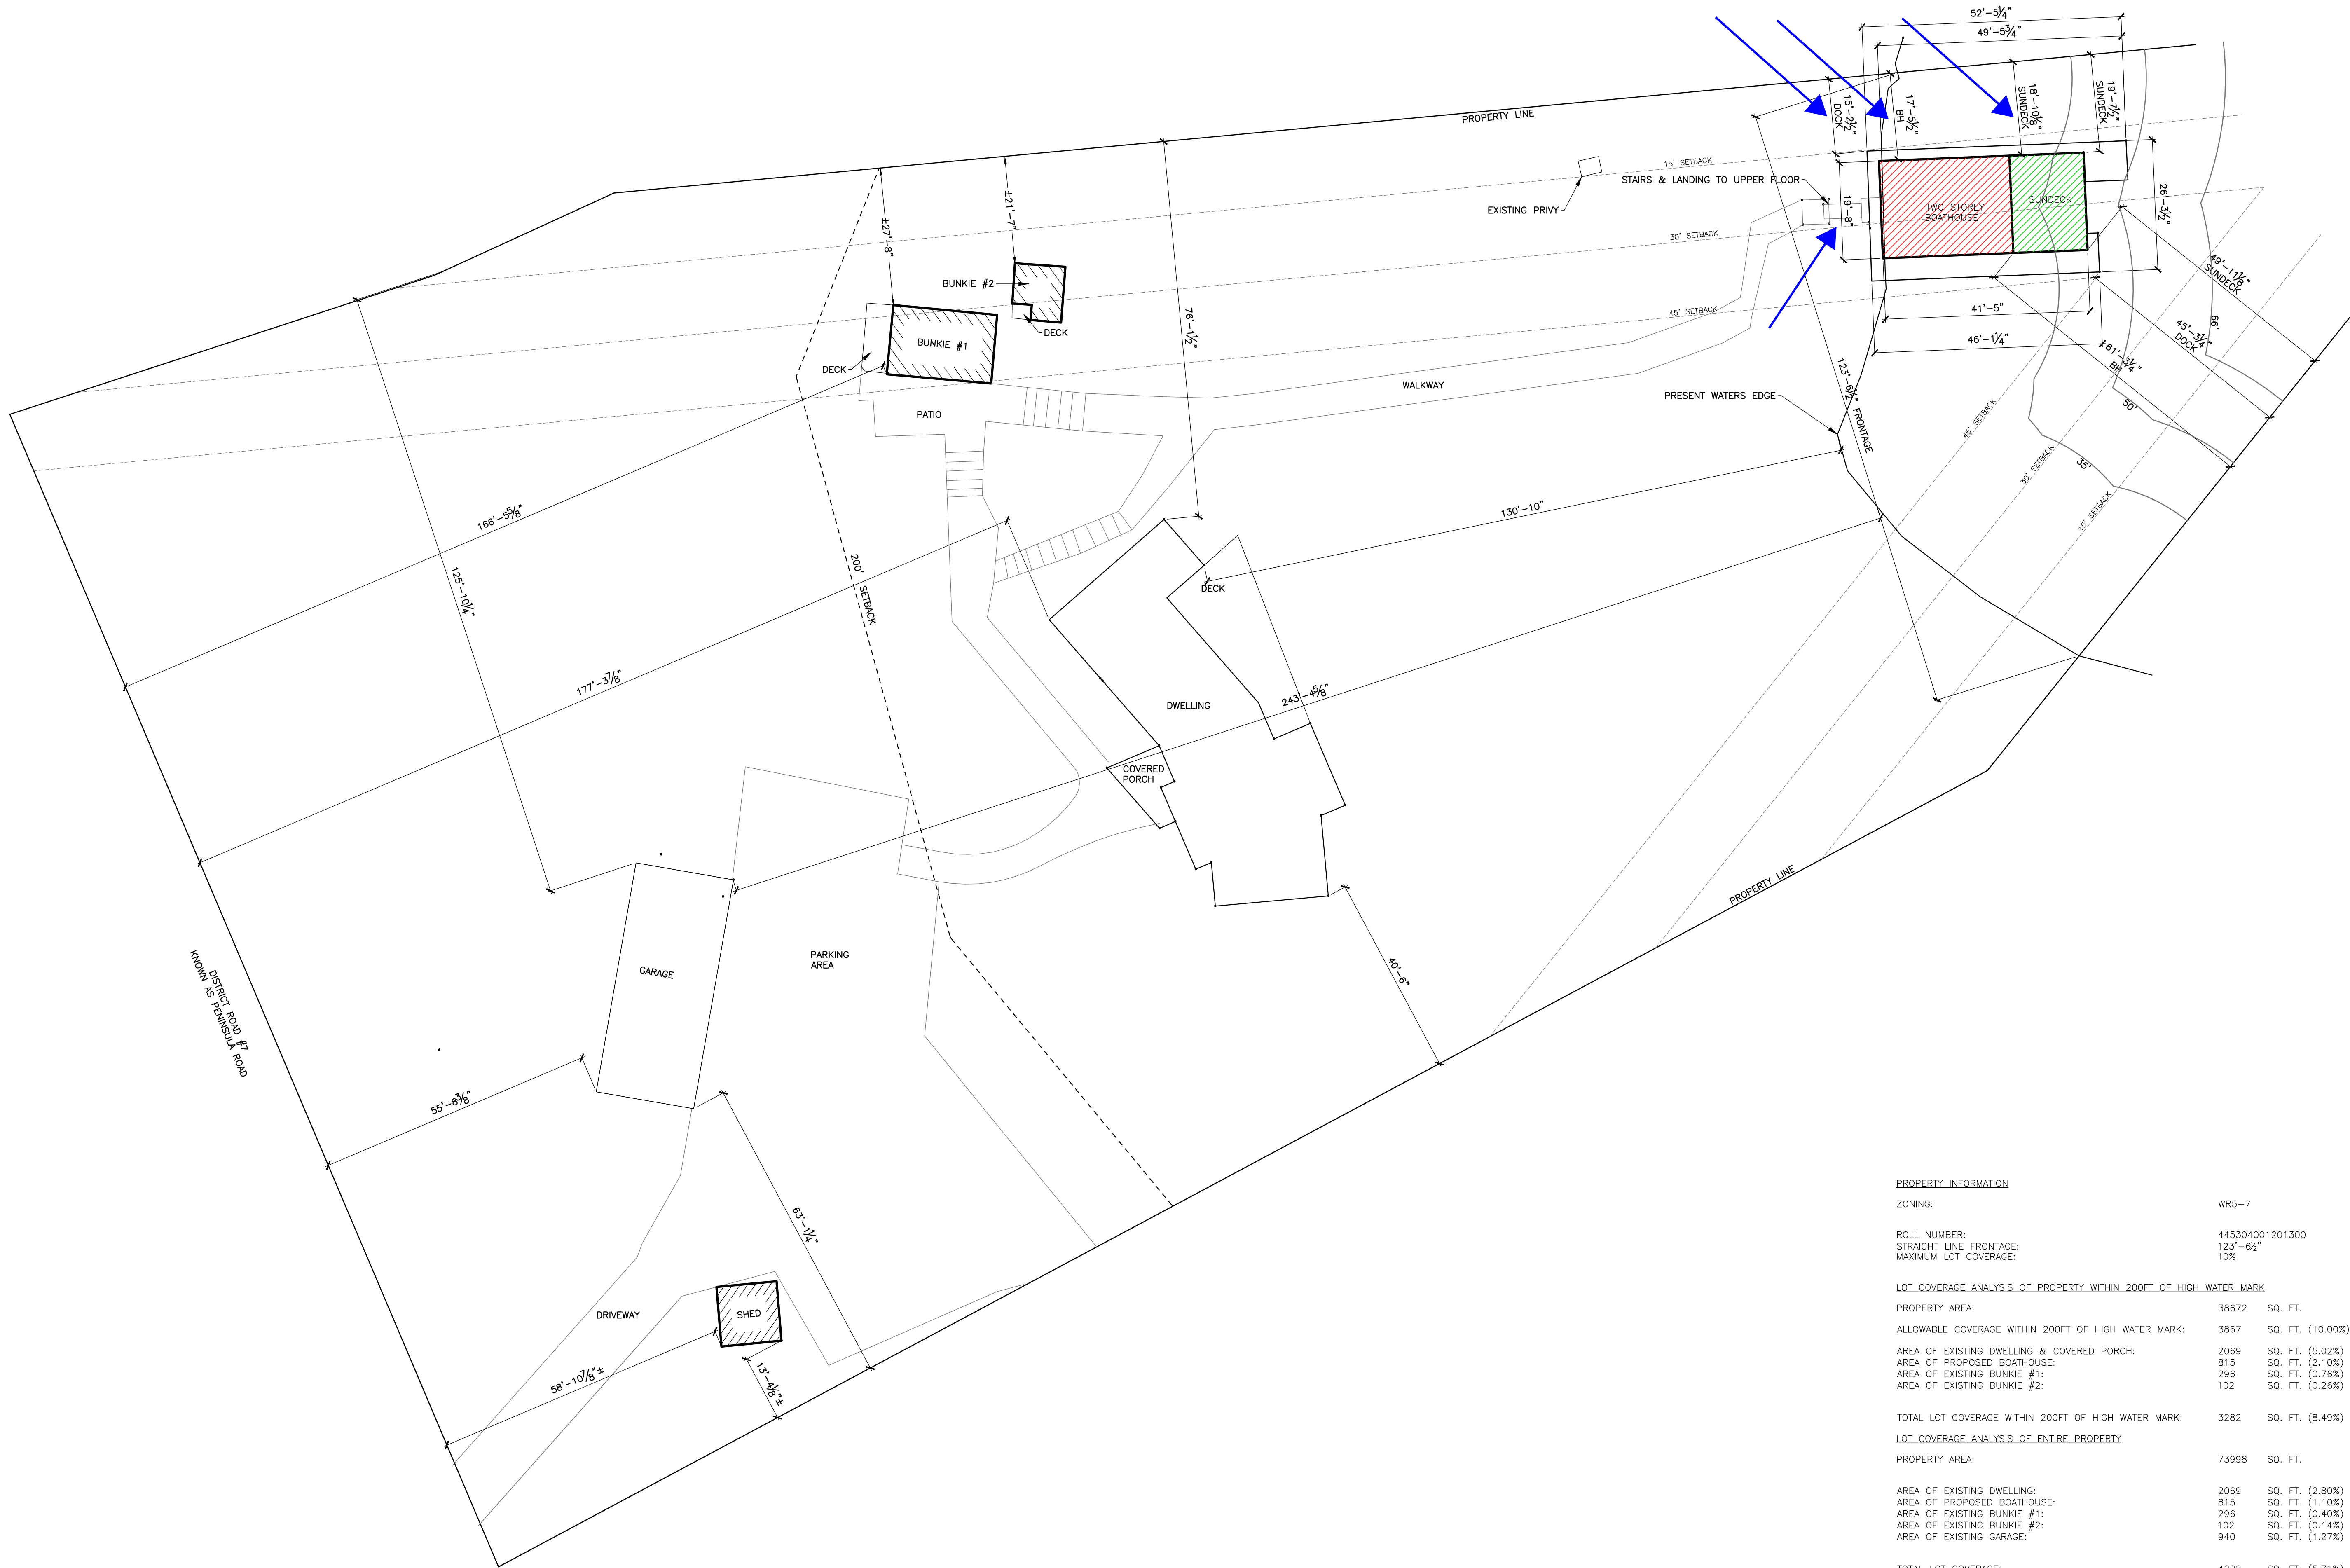 52'-5¼"
49'-5¾"
PROPERTY LINE
15'-2½"
DOCK
17'-5½"
BH
18'-10⅛"
SUNDECK
19'-7½"
SUNDECK
15' SETBACK
STAIRS & LANDING TO UPPER FLOOR
EXISTING PRIVY
19'-8"
TWO STOREY
BOATHOUSE
SUNDECK
26'-3½"
30' SETBACK
±27'-8"
±21'-7"
BUNKIE #2
DECK
BUNKIE #1
DECK
76'-1½"
45' SETBACK
49'-11⅛"
SUNDECK
41'-5"
46'-1¼"
45'-3¼"
DOCK
66'
61'-3¼"
BH
WALKWAY
PATIO
PRESENT WATERS EDGE
123'-6½" FRONTAGE
50'
45' SETBACK
30' SETBACK
35'
15' SETBACK
166'-5⅝"
130'-10"
125'-10¼"
200' SETBACK
DECK
177'-3⅞"
DWELLING
243'-4⅝"
COVERED
PORCH
PROPERTY LINE
PARKING
AREA
GARAGE
40'-6"
DISTRICT ROAD #7
KNOWN AS PENINSULA ROAD
55'-8⅜"
63'-1¼"
DRIVEWAY
SHED
58'-10⅞"±
13'-4⅛"±
PROPERTY INFORMATION
ZONING: WR5-7
ROLL NUMBER: 445304001201300
STRAIGHT LINE FRONTAGE: 123'-6½"
MAXIMUM LOT COVERAGE: 10%
LOT COVERAGE ANALYSIS OF PROPERTY WITHIN 200FT OF HIGH WATER MARK
PROPERTY AREA: 38672 SQ. FT.
ALLOWABLE COVERAGE WITHIN 200FT OF HIGH WATER MARK: 3867 SQ. FT. (10.00%)
AREA OF EXISTING DWELLING & COVERED PORCH: 2069 SQ. FT. (5.02%)
AREA OF PROPOSED BOATHOUSE: 815 SQ. FT. (2.10%)
AREA OF EXISTING BUNKIE #1: 296 SQ. FT. (0.76%)
AREA OF EXISTING BUNKIE #2: 102 SQ. FT. (0.26%)
TOTAL LOT COVERAGE WITHIN 200FT OF HIGH WATER MARK: 3282 SQ. FT. (8.49%)
LOT COVERAGE ANALYSIS OF ENTIRE PROPERTY
PROPERTY AREA: 73998 SQ. FT.
AREA OF EXISTING DWELLING: 2069 SQ. FT. (2.80%)
AREA OF PROPOSED BOATHOUSE: 815 SQ. FT. (1.10%)
AREA OF EXISTING BUNKIE #1: 296 SQ. FT. (0.40%)
AREA OF EXISTING BUNKIE #2: 102 SQ. FT. (0.14%)
AREA OF EXISTING GARAGE: 940 SQ. FT. (1.27%)
TOTAL LOT COVERAGE: 4222 SQ. FT. (5.71%)